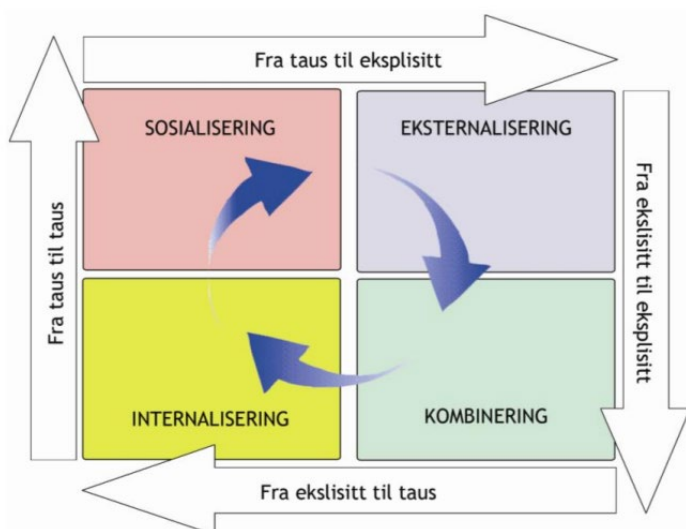 Fra taus til eksplisitt
SOSIALISERING
EKSTERNALISERING
Fra taus til taus
Fra ekslisitt til eksplisitt
INTERNALISERING
KOMBINERING
Fra ekslisitt til taus